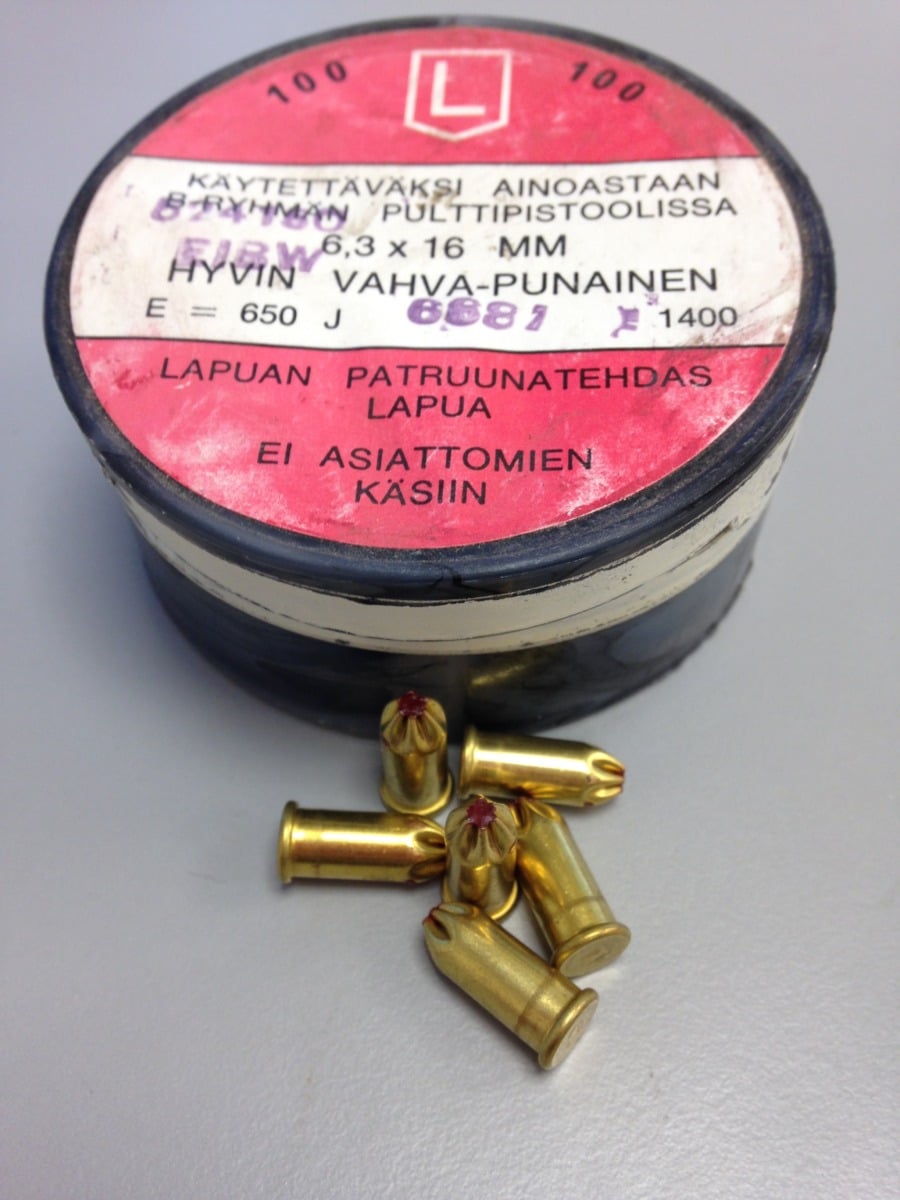 100 L 100
KÄYTETTÄVÄKSI AINOASTAAN
B-RYHMÄN PULTTIPISTOOLISSA
6,3 x 16 MM
HYVIN VAHVA-PUNAINEN
E = 650 J 6681 1400
LAPUAN PATRUUNATEHDAS
LAPUA
EI ASIATTOMIEN
KÄSIIN